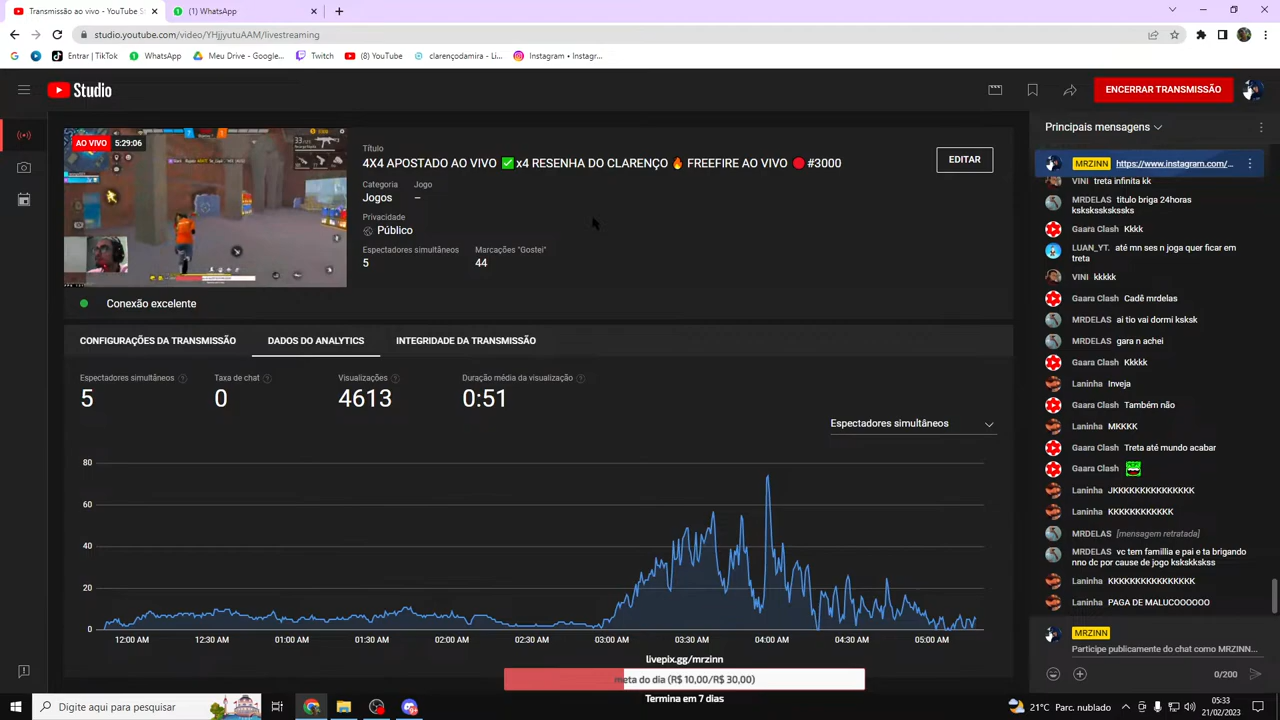 Transmissão ao vivo - YouTube S
(1) WhatsApp
studio.youtube.com/video/YHjjyutuAAM/livestreaming
Entrar | TikTok
WhatsApp
Meu Drive - Google...
Twitch
(8) YouTube
clarençodamira - Li...
Instagram • Instagr...
Studio
ENCERRAR TRANSMISSÃO
AO VIVO 5:29:06
Título
4X4 APOSTADO AO VIVO ✅ x4 RESENHA DO CLARENÇO 🔥 FREEFIRE AO VIVO 🔴 #3000
EDITAR
Categoria
Jogo
Jogos
–
Privacidade
Público
Espectadores simultâneos
Marcações "Gostei"
5
44
Conexão excelente
CONFIGURAÇÕES DA TRANSMISSÃO
DADOS DO ANALYTICS
INTEGRIDADE DA TRANSMISSÃO
Espectadores simultâneos
Taxa de chat
Visualizações
Duração média da visualização
5
0
4613
0:51
Espectadores simultâneos
80
60
40
20
0
12:00 AM
12:30 AM
01:00 AM
01:30 AM
02:00 AM
02:30 AM
03:00 AM
03:30 AM
04:00 AM
04:30 AM
05:00 AM
livepix.gg/mrzinn
meta do dia (R$ 10,00/R$ 30,00)
Termina em 7 dias
Principais mensagens
MRZINN https://www.instagram.com/...
VINI treta infinita kk
MRDELAS titulo briga 24horas
ksksksskskssks
Gaara Clash Kkkk
LUAN_YT. até mn ses n joga quer ficar em
treta
VINI kkkkk
Gaara Clash Cadê mrdelas
MRDELAS ai tio vai dormi ksksk
MRDELAS gara n achei
Gaara Clash Kkkkk
Laninha Inveja
Gaara Clash Também não
Laninha MKKKK
Gaara Clash Treta até mundo acabar
Gaara Clash
Laninha JKKKKKKKKKKKKKK
Laninha KKKKKKKKKKKK
MRDELAS [mensagem retratada]
MRDELAS vc tem famillia e pai e ta brigando
nno dc por cause de jogo kskskkskss
Laninha KKKKKKKKKKKKKKKK
Laninha PAGA DE MALUCOOOOOO
MRZINN
Participe publicamente do chat como MRZINN...
0/200
Digite aqui para pesquisar
21°C Parc. nublado
05:33
21/02/2023